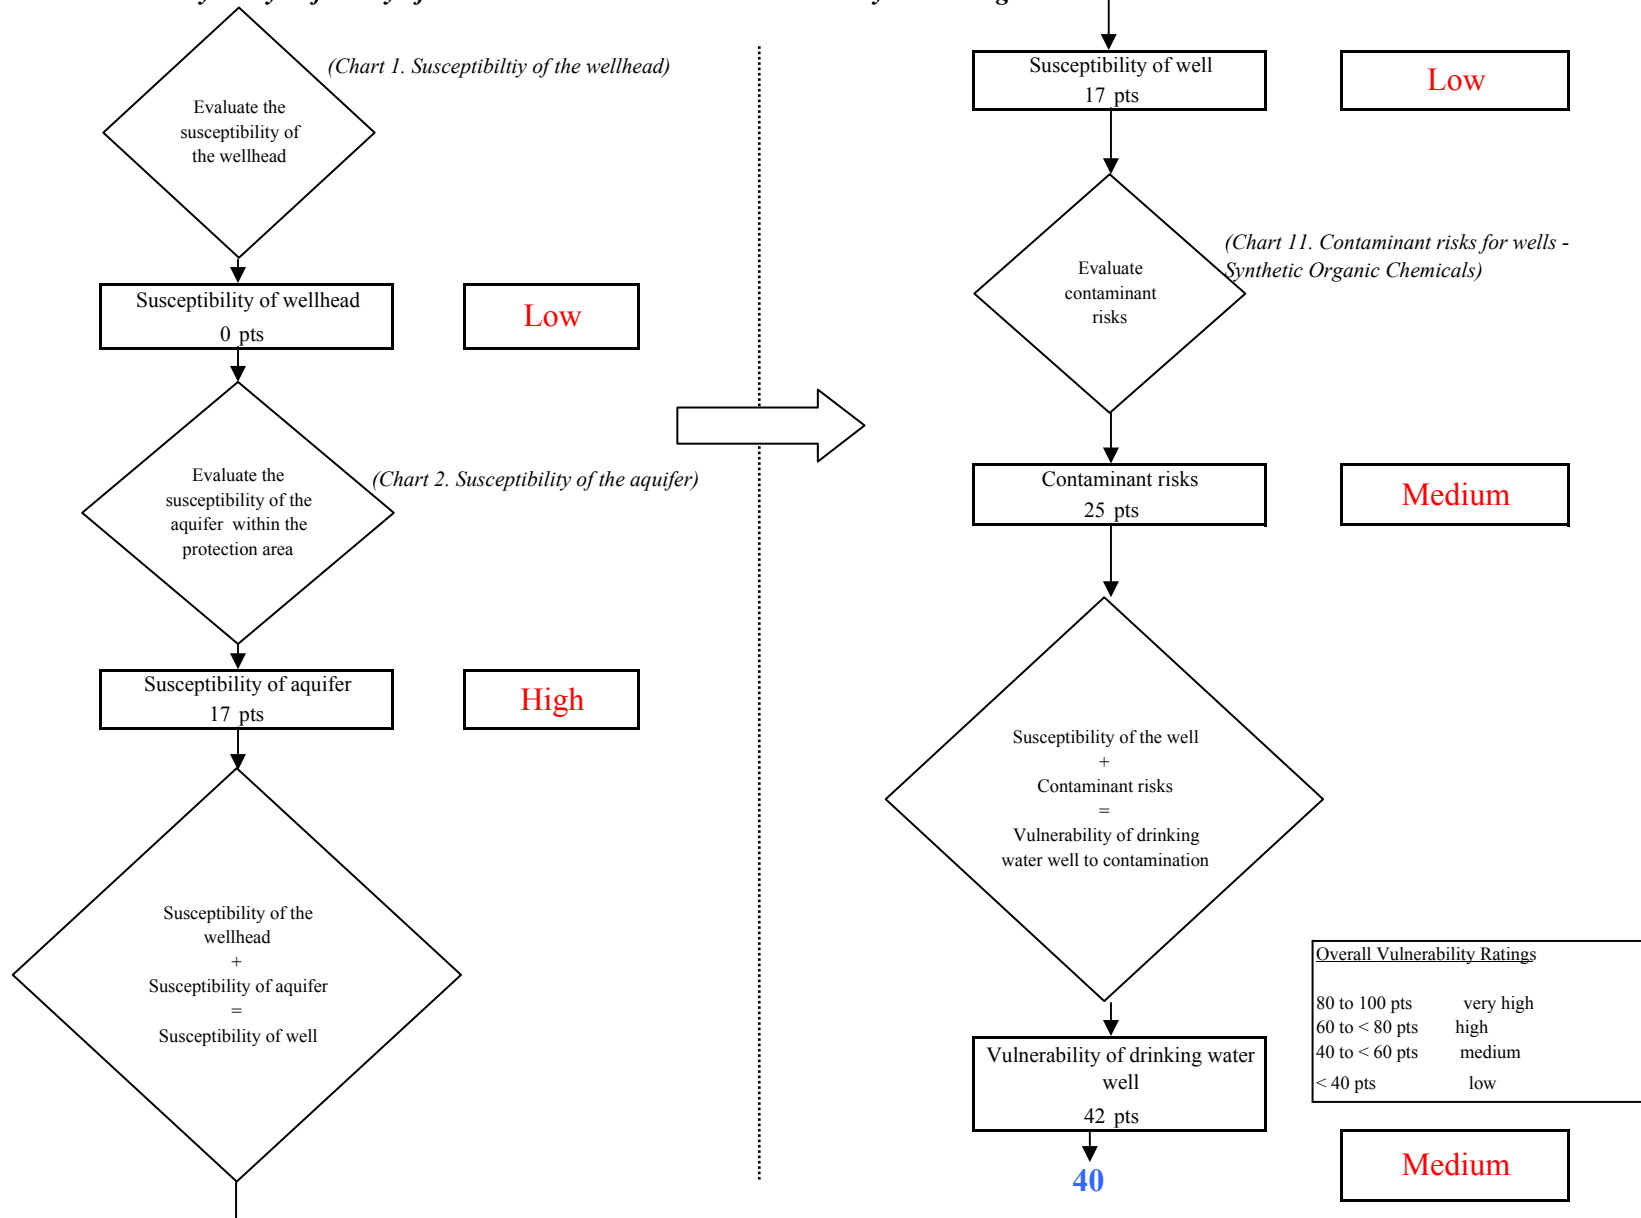 (Chart 1. Susceptibiltiy of the wellhead)
Evaluate the
susceptibility of
the wellhead
Susceptibility of wellhead
0 pts
Low
Evaluate the
susceptibility of the
aquifer within the
protection area
(Chart 2. Susceptibility of the aquifer)
Susceptibility of aquifer
17 pts
High
Susceptibility of the
wellhead
+
Susceptibility of aquifer
=
Susceptibility of well
Susceptibility of well
17 pts
Low
Evaluate
contaminant
risks
(Chart 11. Contaminant risks for wells -
Synthetic Organic Chemicals)
Contaminant risks
25 pts
Medium
Susceptibility of the well
+
Contaminant risks
=
Vulnerability of drinking
water well to contamination
Overall Vulnerability Ratings
80 to 100 pts very high
60 to < 80 pts high
40 to < 60 pts medium
< 40 pts low
Vulnerability of drinking water
well
42 pts
40
Medium